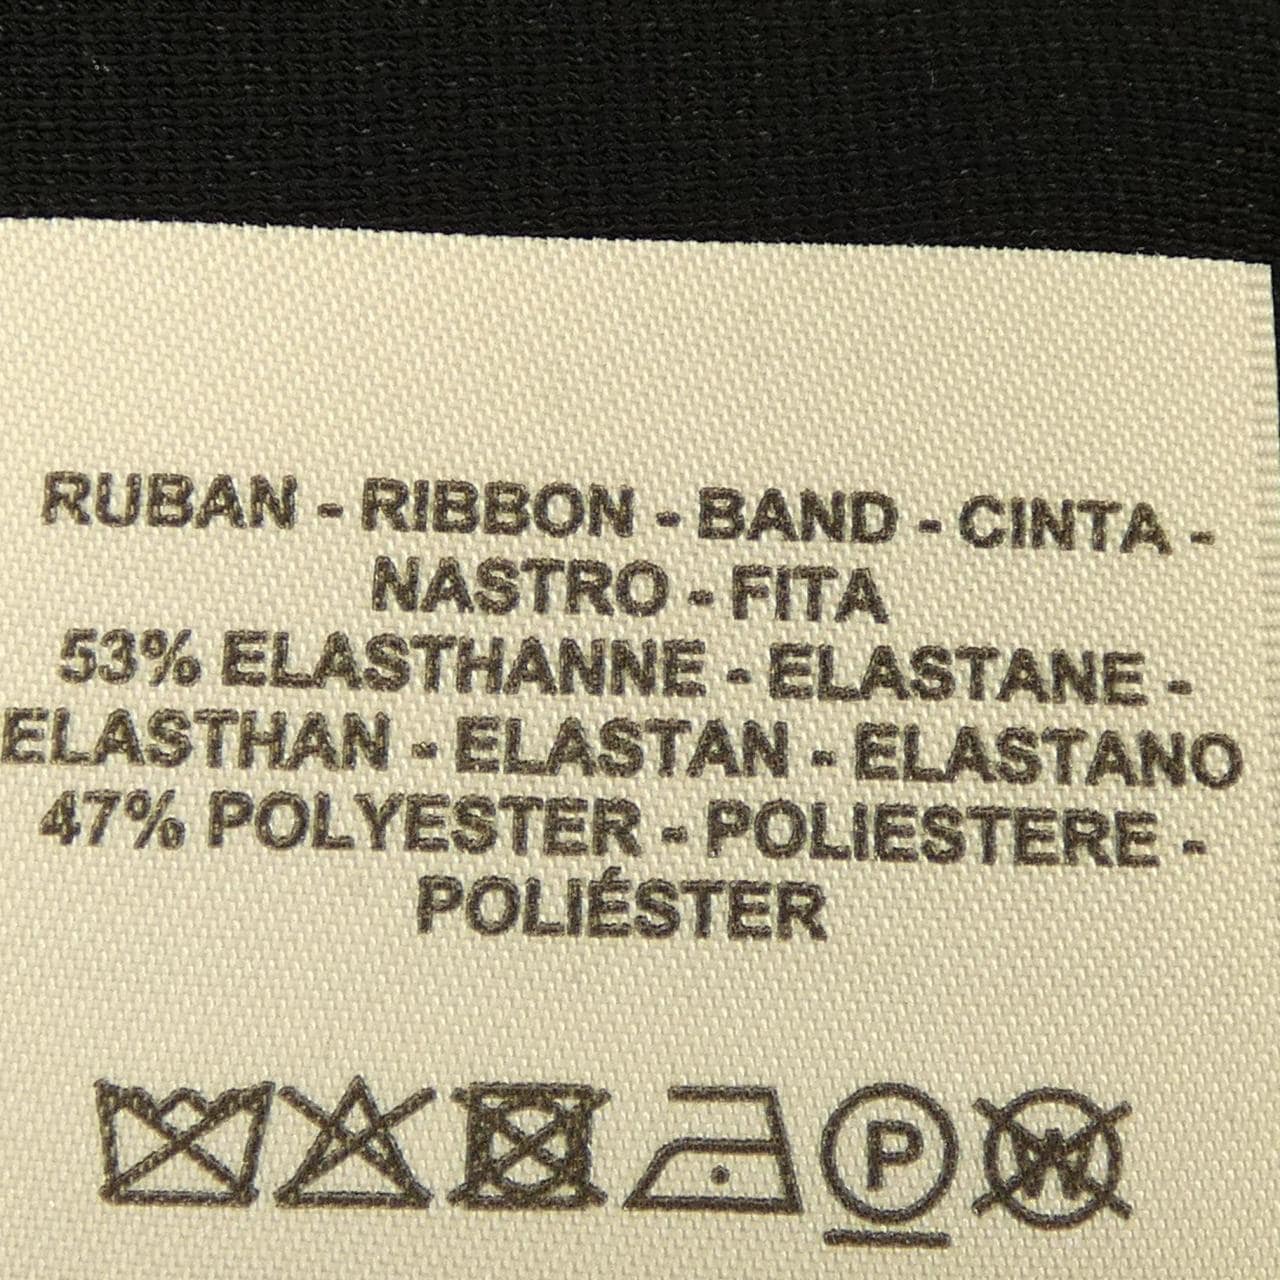 RUBAN - RIBBON - BAND - CINTA -
NASTRO - FITA
53% ELASTHANNE - ELASTANE -
ELASTHAN - ELASTAN - ELASTANO
47% POLYESTER - POLIESTERE -
POLIÉSTER
P W